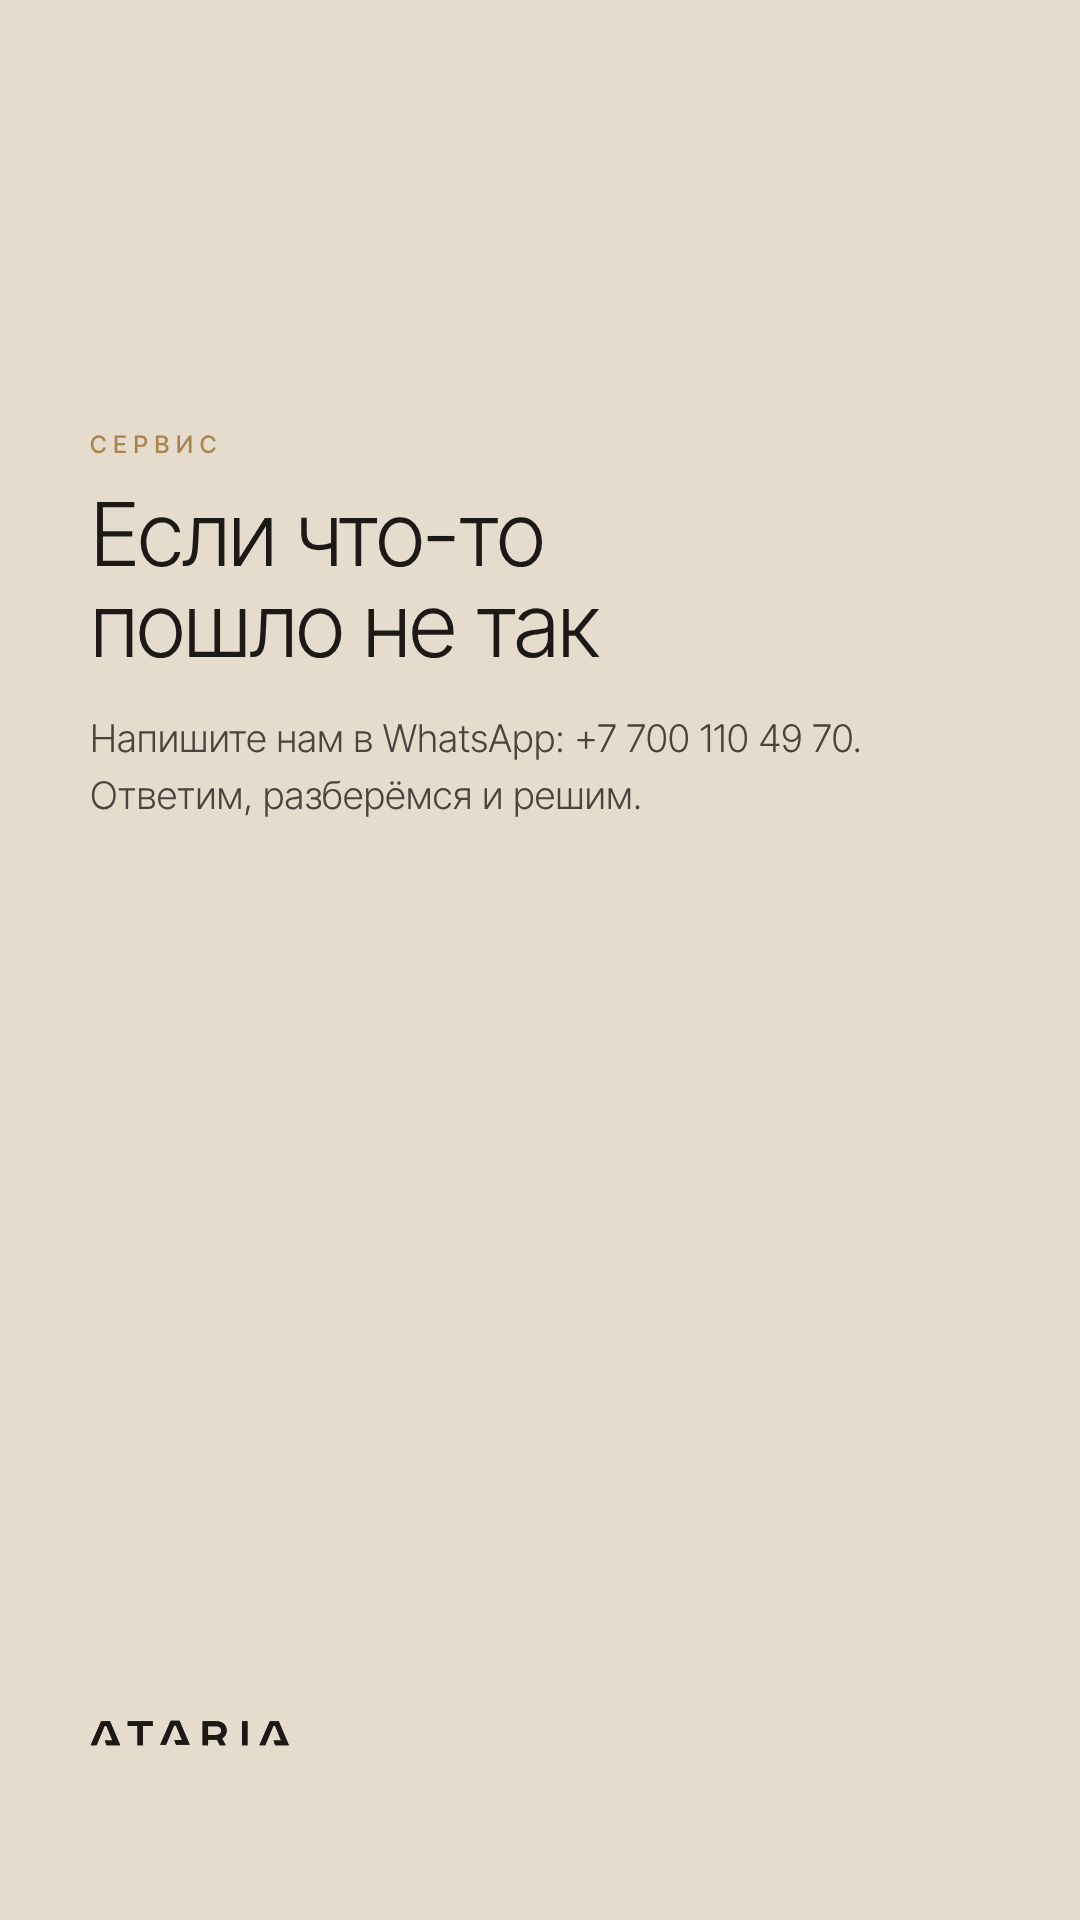 СЕРВИС
Если что-то
пошло не так
Напишите нам в WhatsApp: +7 700 110 49 70.
Ответим, разберёмся и решим.
ATARIA